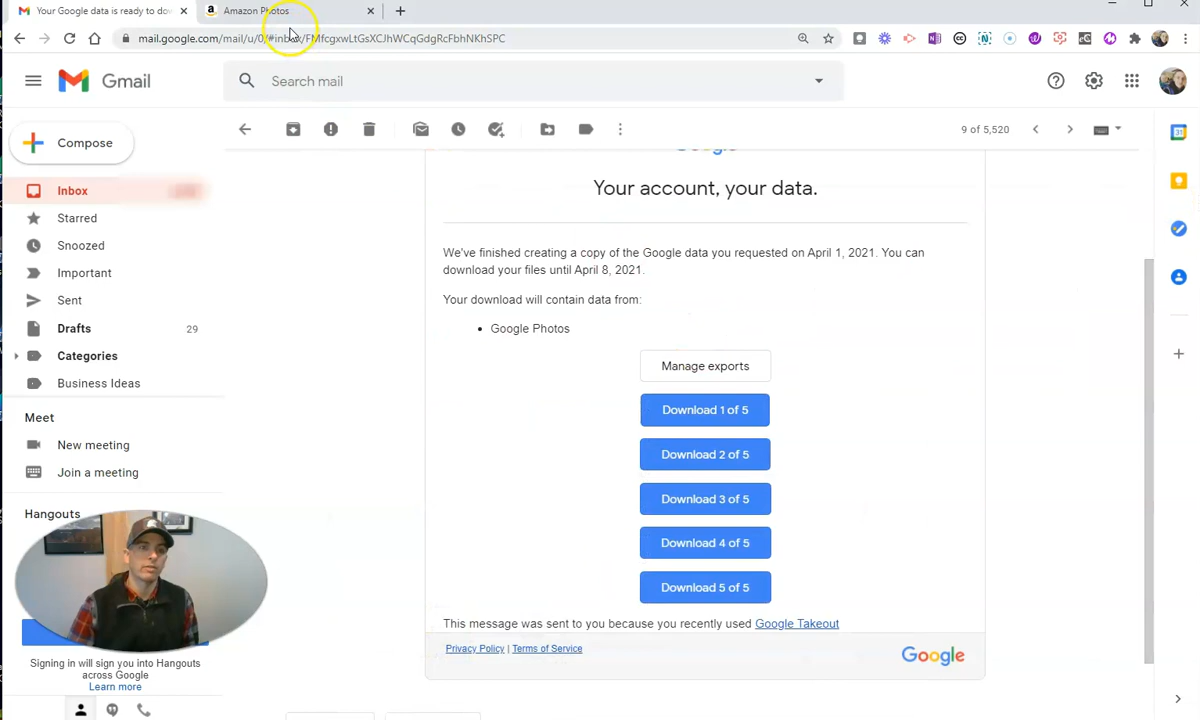 Your Google data is ready to dow
Amazon Photos
mail.google.com/mail/u/0/#inbox/FMfcgxwLtGsXCJhWCqGdgRcFbhNKhSPC
Gmail
Search mail
Compose
9 of 5,520
Inbox
Starred
Snoozed
Important
Sent
Drafts
29
Categories
Business Ideas
Meet
New meeting
Join a meeting
Hangouts
Signing in will sign you into Hangouts
across Google
Learn more
Your account, your data.
We've finished creating a copy of the Google data you requested on April 1, 2021. You can
download your files until April 8, 2021.
Your download will contain data from:
• Google Photos
Manage exports
Download 1 of 5
Download 2 of 5
Download 3 of 5
Download 4 of 5
Download 5 of 5
This message was sent to you because you recently used Google Takeout
Privacy Policy | Terms of Service
Google